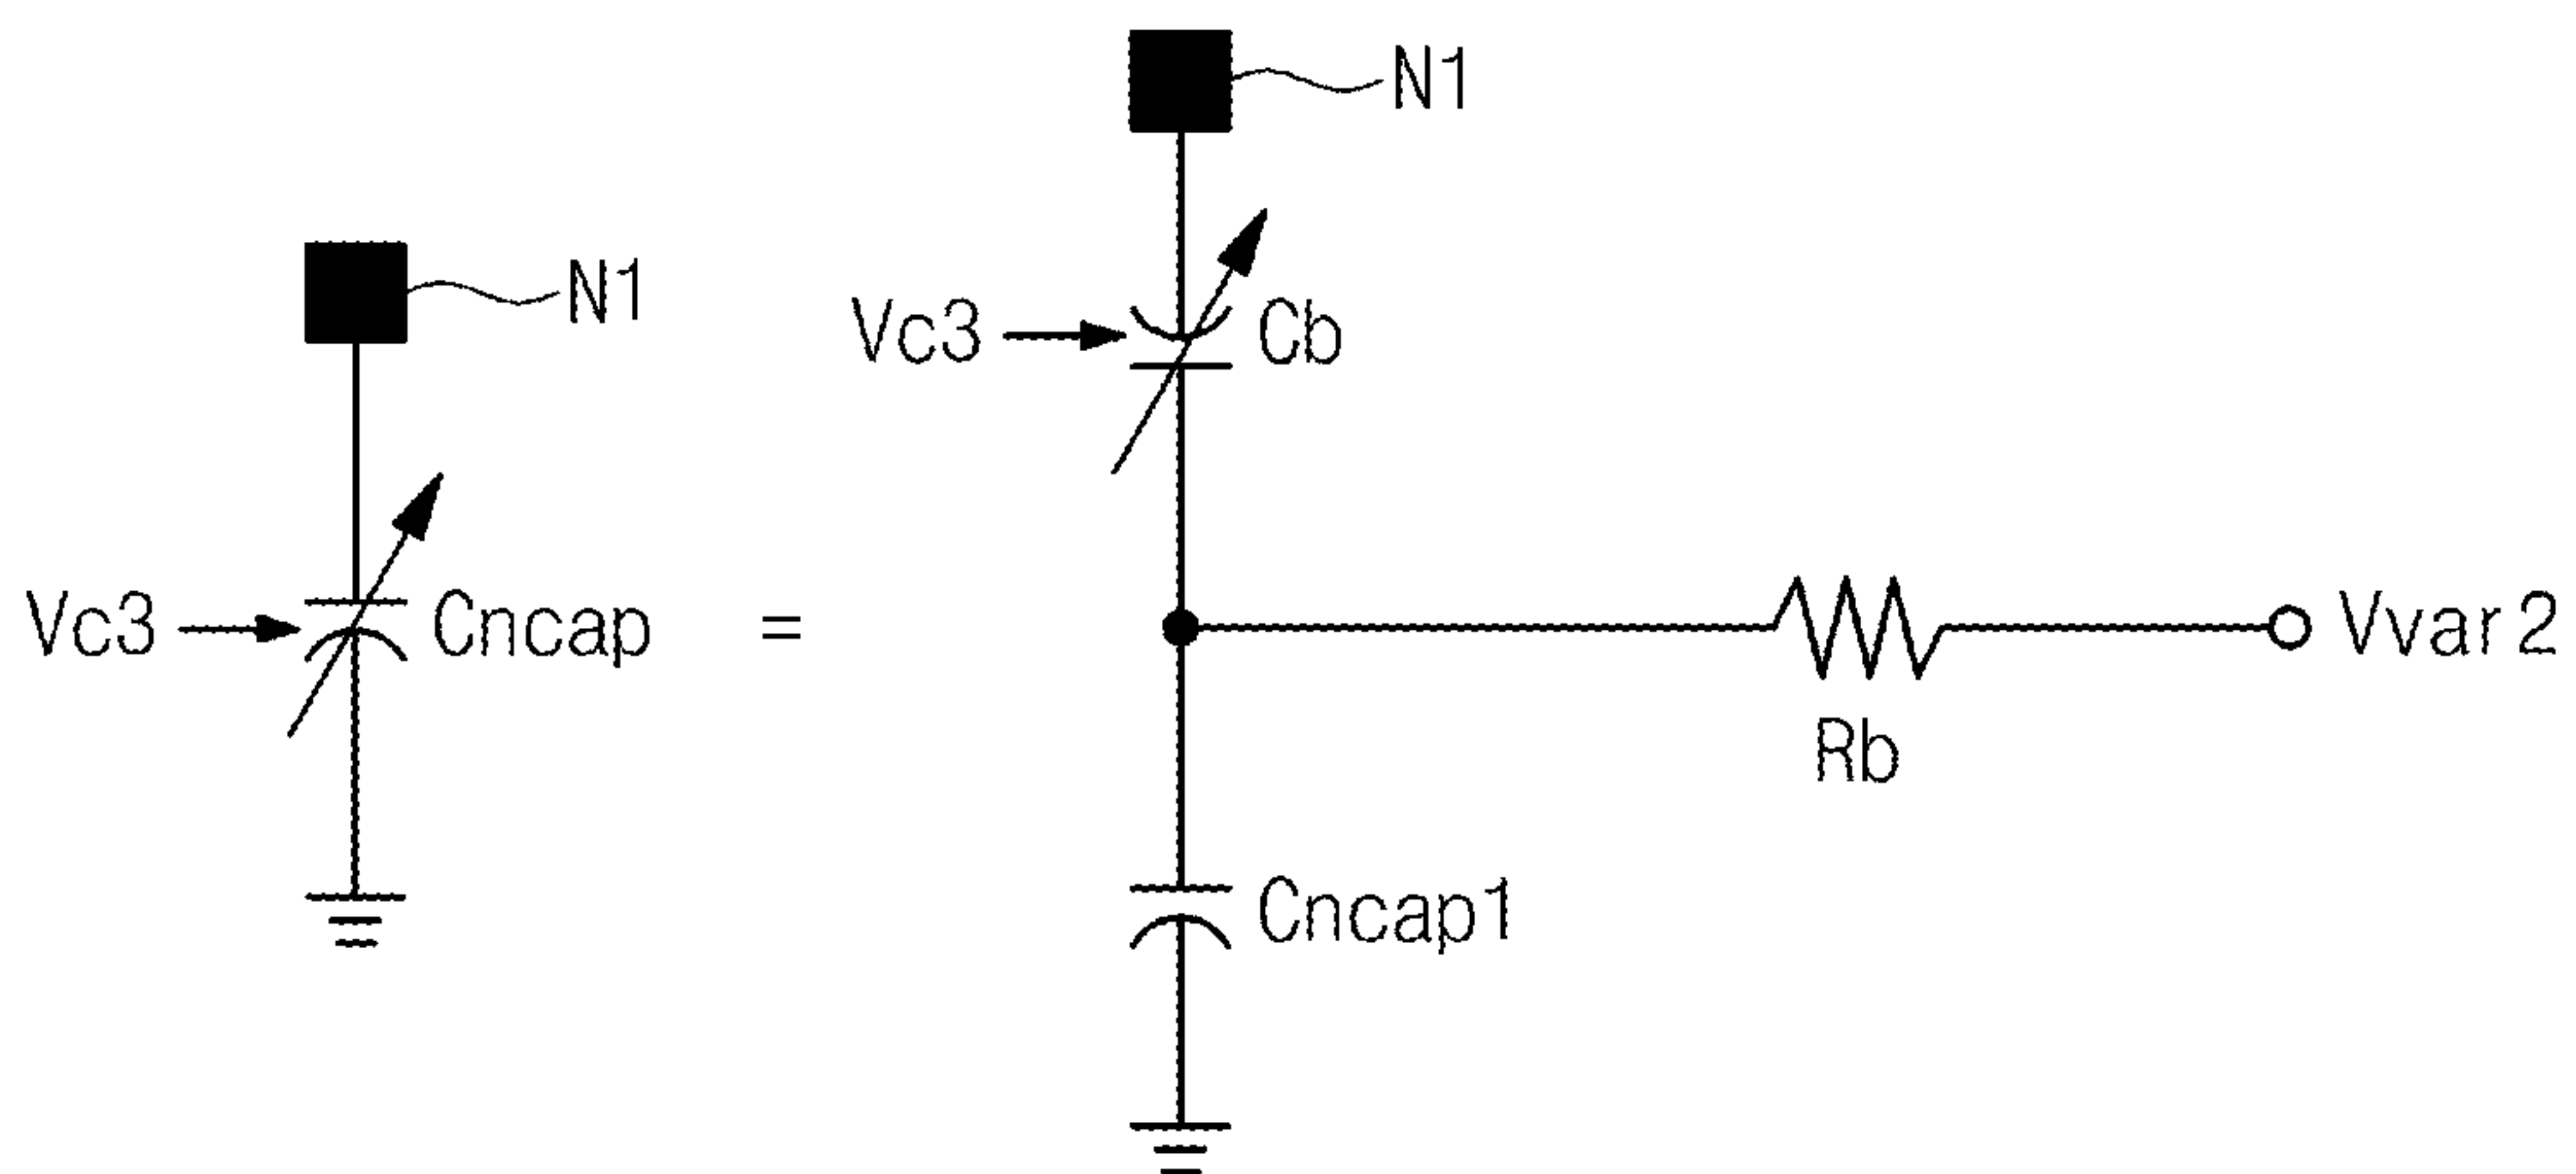 N1
N1
Vc3
Cb
Vc3
Cncap
=
Vvar2
Rb
Cncap1